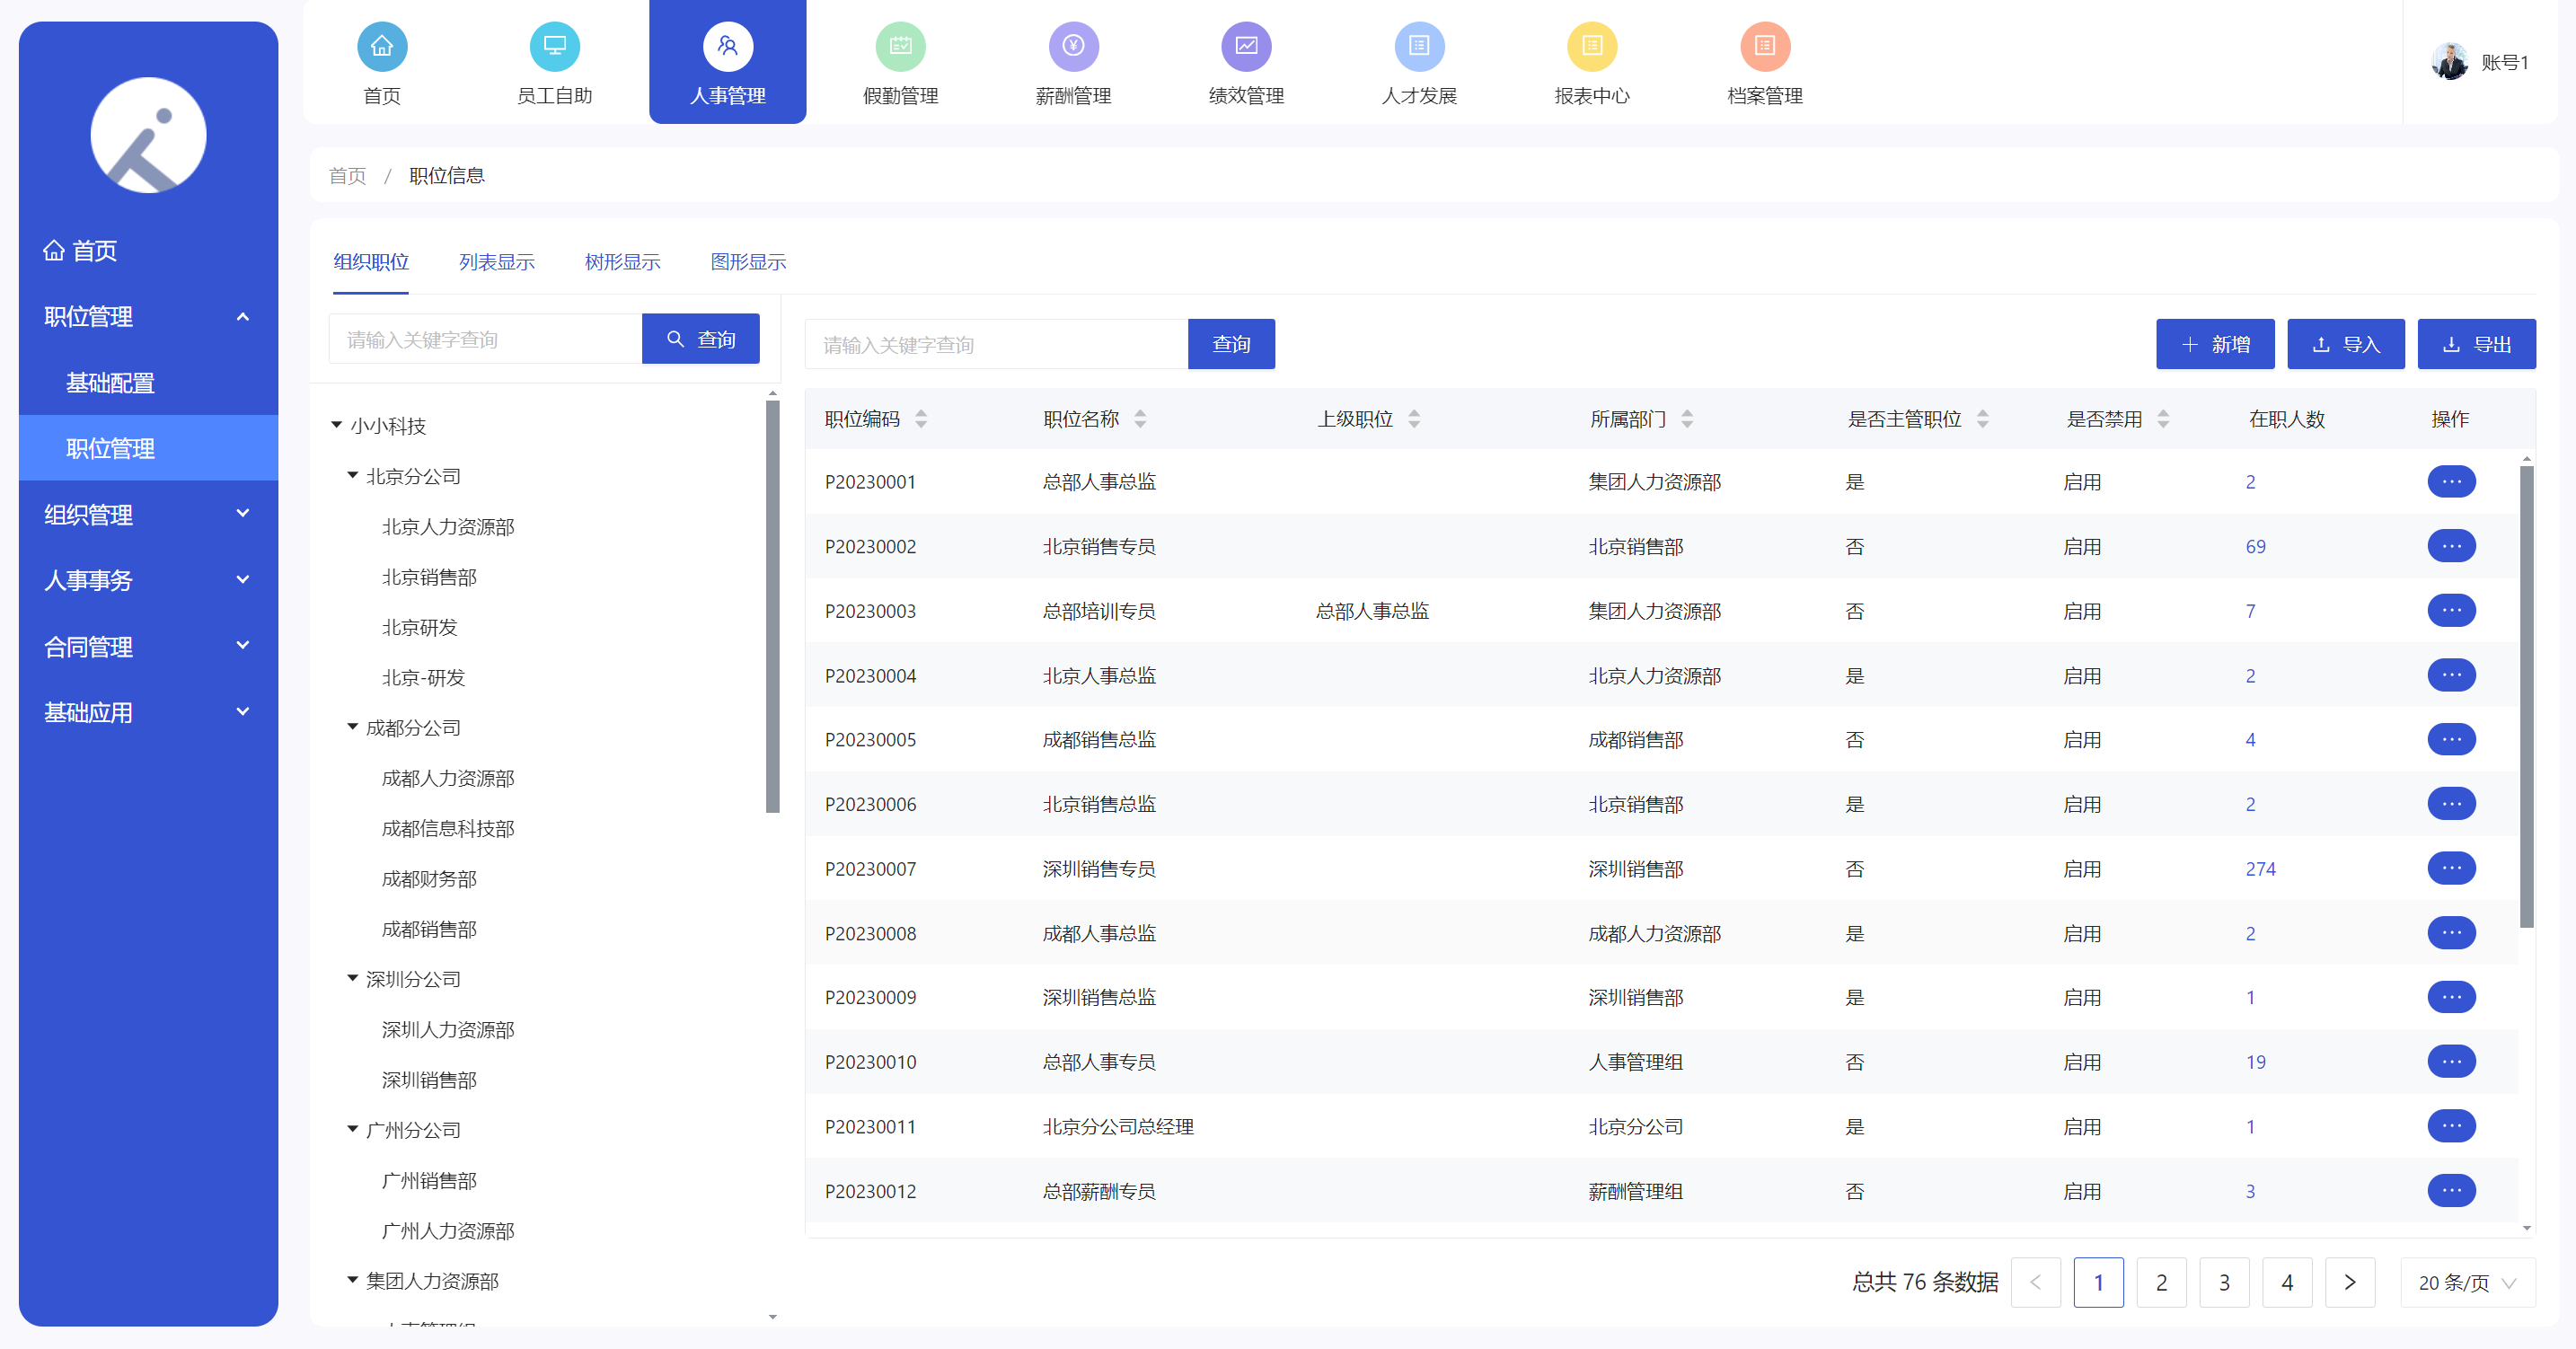 首页
员工自助
人事管理
假勤管理
薪酬管理
绩效管理
人才发展
报表中心
档案管理
账号1
首页
职位管理
基础配置
职位管理
组织管理
人事事务
合同管理
基础应用
首页 / 职位信息
组织职位 列表显示 树形显示 图形显示
请输入关键字查询 查询
小小科技
北京分公司
北京人力资源部
北京销售部
北京研发
北京-研发
成都分公司
成都人力资源部
成都信息科技部
成都财务部
成都销售部
深圳分公司
深圳人力资源部
深圳销售部
广州分公司
广州销售部
广州人力资源部
集团人力资源部
请输入关键字查询 查询 新增 导入 导出
职位编码 职位名称 上级职位 所属部门 是否主管职位 是否禁用 在职人数 操作
P20230001 总部人事总监 集团人力资源部 是 启用 2
P20230002 北京销售专员 北京销售部 否 启用 69
P20230003 总部培训专员 总部人事总监 集团人力资源部 否 启用 7
P20230004 北京人事总监 北京人力资源部 是 启用 2
P20230005 成都销售总监 成都销售部 否 启用 4
P20230006 北京销售总监 北京销售部 是 启用 2
P20230007 深圳销售专员 深圳销售部 否 启用 274
P20230008 成都人事总监 成都人力资源部 是 启用 2
P20230009 深圳销售总监 深圳销售部 是 启用 1
P20230010 总部人事专员 人事管理组 否 启用 19
P20230011 北京分公司总经理 北京分公司 是 启用 1
P20230012 总部薪酬专员 薪酬管理组 否 启用 3
总共 76 条数据 < 1 2 3 4 > 20 条/页